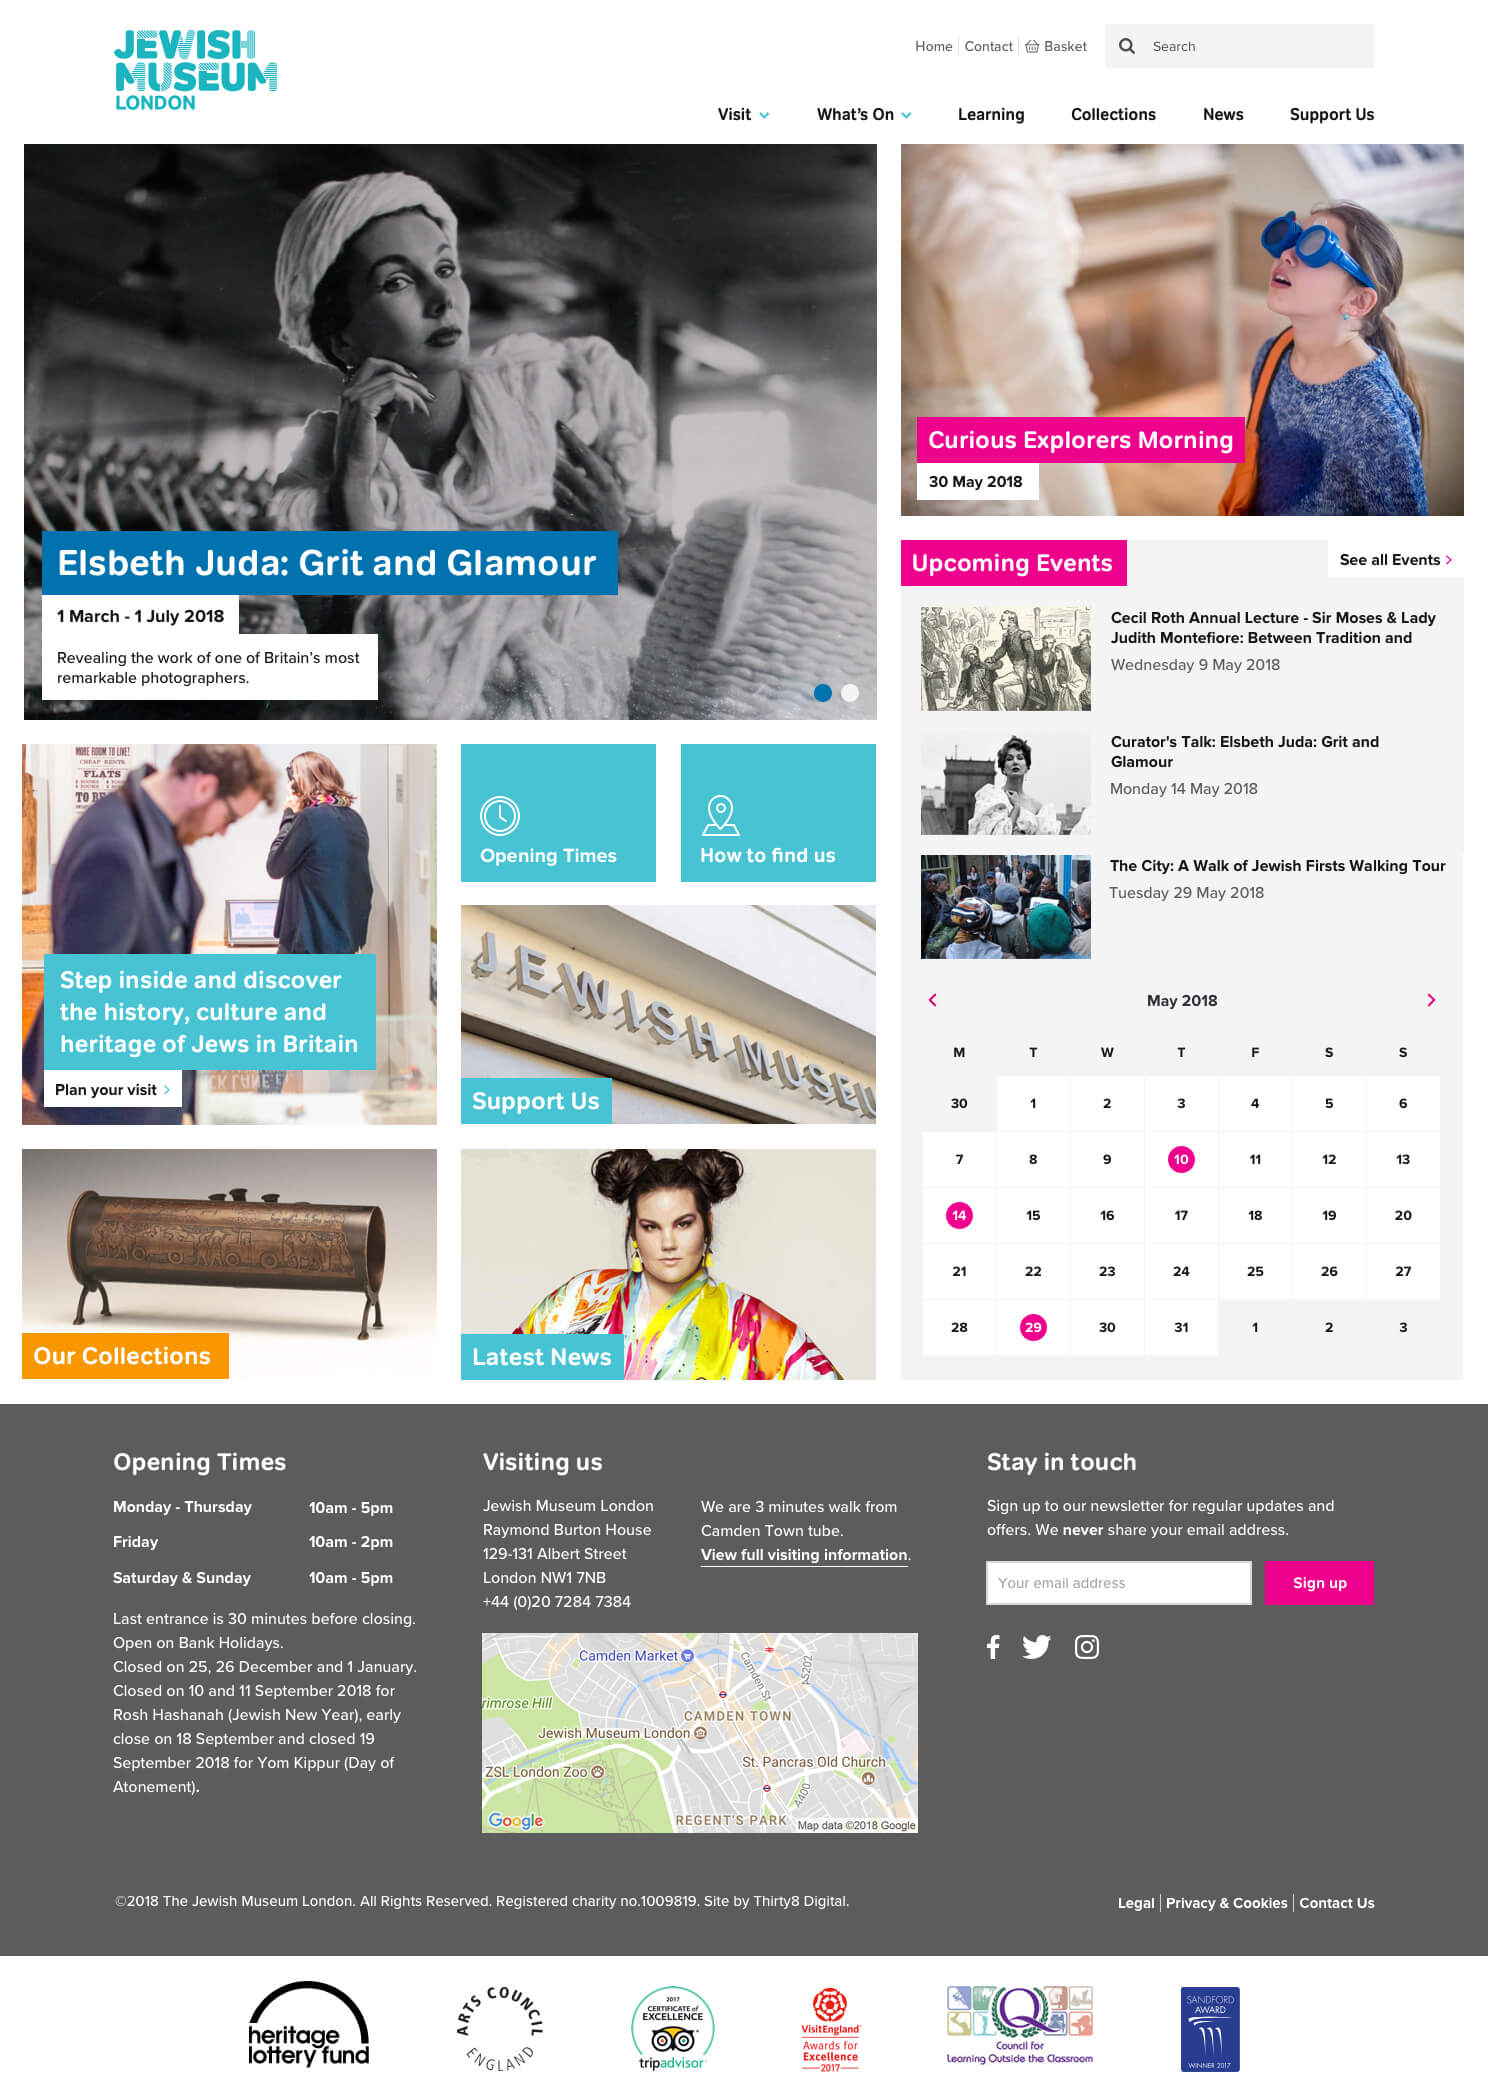 JEWISH
MUSEUM
LONDON
Home
Contact
Basket
Search
Visit
What's On
Learning
Collections
News
Support Us
Elsbeth Juda: Grit and Glamour
1 March - 1 July 2018
Revealing the work of one of Britain's most
remarkable photographers.
Curious Explorers Morning
30 May 2018
Upcoming Events
See all Events
Cecil Roth Annual Lecture - Sir Moses & Lady
Judith Montefiore: Between Tradition and
Wednesday 9 May 2018
Curator's Talk: Elsbeth Juda: Grit and
Glamour
Monday 14 May 2018
The City: A Walk of Jewish Firsts Walking Tour
Tuesday 29 May 2018
May 2018
M T W T F S S
30 1 2 3 4 5 6
7 8 9 10 11 12 13
14 15 16 17 18 19 20
21 22 23 24 25 26 27
28 29 30 31 1 2 3
MORE ROOM TO LIVE!
CHEAP RENTS
FLATS
TO BE
Step inside and discover
the history, culture and
heritage of Jews in Britain
Plan your visit
Opening Times
How to find us
JEWISH MUSEU
Support Us
Our Collections
Latest News
Opening Times
Monday - Thursday 10am - 5pm
Friday 10am - 2pm
Saturday & Sunday 10am - 5pm
Last entrance is 30 minutes before closing.
Open on Bank Holidays.
Closed on 25, 26 December and 1 January.
Closed on 10 and 11 September 2018 for
Rosh Hashanah (Jewish New Year), early
close on 18 September and closed 19
September 2018 for Yom Kippur (Day of
Atonement).
Visiting us
Jewish Museum London
Raymond Burton House
129-131 Albert Street
London NW1 7NB
+44 (0)20 7284 7384
We are 3 minutes walk from
Camden Town tube.
View full visiting information.
Camden Market
Camden St
A5202
rimrose Hill
CAMDEN TOWN
Jewish Museum London
St. Pancras Old Church
ZSL London Zoo
A400
REGENT'S PARK
Google
Map data ©2018 Google
Stay in touch
Sign up to our newsletter for regular updates and
offers. We never share your email address.
Your email address
Sign up
©2018 The Jewish Museum London. All Rights Reserved. Registered charity no.1009819. Site by Thirty8 Digital.
Legal
Privacy & Cookies
Contact Us
heritage
lottery fund
ARTS COUNCIL
ENGLAND
2017
CERTIFICATE of
EXCELLENCE
tripadvisor
VisitEngland
Awards for
Excellence
2017
Q
Council for
Learning Outside the Classroom
SANDFORD
AWARD
WINNER 2017